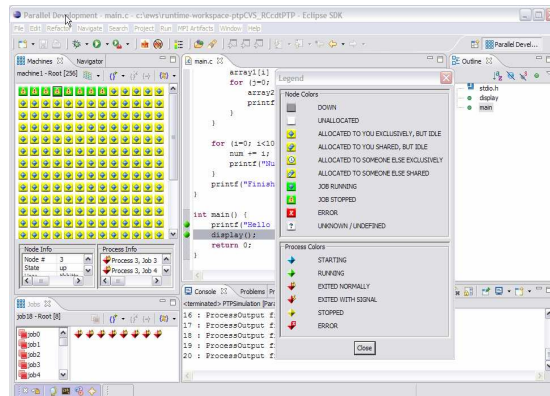 Parallel Development - main.c - c:\ews\runtime-workspace-ptpCVS_RCcdtPTP - Eclipse SDK
File Edit Refactor Navigate Search Project Run MPI Artifacts Window Help
Parallel Devel...
Machines Navigator
machine1 - Root [256]
Node Info
Node # 3
State up
Process Info
Process 3, Job 3
Process 3, Job 4
Jobs
job18 - Root [8]
job0
job1
job2
job3
job4
main.c
array1[i]
for (j=0;
array2
printf
}
}
for (i=0; i<10
num += i;
printf("Nu
}
printf("Finish
}
int main() {
printf("Hello
display();
return 0;
}
Legend
Node Colors
DOWN
UNALLOCATED
ALLOCATED TO YOU EXCLUSIVELY, BUT IDLE
ALLOCATED TO YOU SHARED, BUT IDLE
ALLOCATED TO SOMEONE ELSE EXCLUSIVELY
ALLOCATED TO SOMEONE ELSE SHARED
JOB RUNNING
JOB STOPPED
ERROR
UNKNOWN / UNDEFINED
Process Colors
STARTING
RUNNING
EXITED NORMALLY
EXITED WITH SIGNAL
STOPPED
ERROR
Close
Outline
stdio.h
display
main
Console Problems Pr
<terminated> PTPSimulation [Para
16 : ProcessOutput f
17 : ProcessOutput f
18 : ProcessOutput f
19 : ProcessOutput f
20 : ProcessOutput f